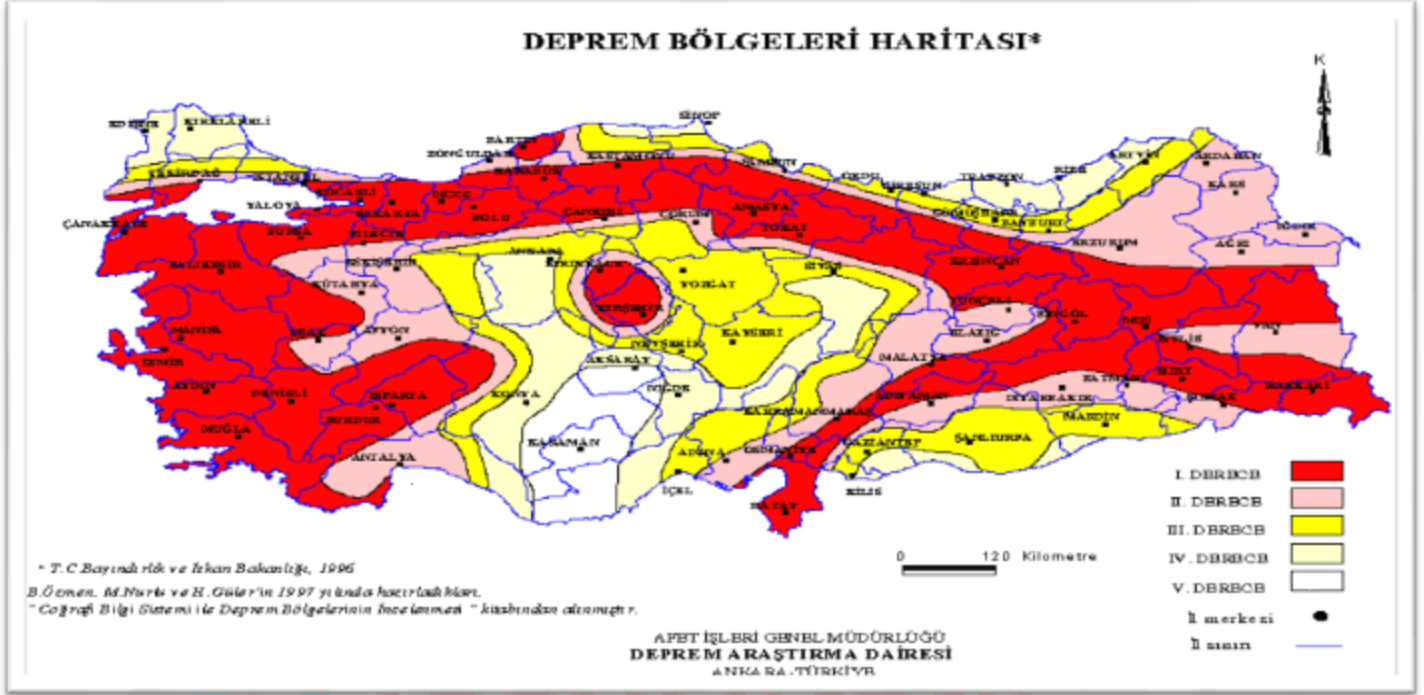 DEPREM BÖLGELERİ HARİTASI*
K
SİNOP
EDİRNE KIRKLARELİ
BARTIN
ZONGULDAK
KASTAMONU
SAMSUN
ARTVİN
ARDAHAN
TEKİRDAĞ
İSTANBUL
KARABÜK
ORDU
GİRESUN
TRABZON
RİZE
KARS
KOCAELİ
YALOVA
SAKARYA
BOLU
ÇANKIRI
ÇORUM
AMASYA
GÜMÜŞHANE
BAYBURT
ÇANAKKALE
BURSA
BİLECİK
TOKAT
ERZURUM
AĞRI
IĞDIR
BALIKESİR
ESKİŞEHİR
ANKARA
KIRIKKALE
SİVAS
ERZİNCAN
KÜTAHYA
YOZGAT
TUNCELİ
MANİSA
UŞAK
AFYON
KIRŞEHİR
BİNGÖL
MUŞ
VAN
İZMİR
NEVŞEHİR
KAYSERİ
ELAZIĞ
BİTLİS
AKSARAY
MALATYA
SİİRT
AYDIN
DENİZLİ
ISPARTA
KONYA
NİĞDE
ADIYAMAN
DİYARBAKIR
BATMAN
HAKKARİ
ŞIRNAK
BURDUR
KAHRAMANMARAŞ
MARDİN
MUĞLA
KARAMAN
GAZİANTEP
ŞANLIURFA
ANTALYA
ADANA
OSMANİYE
İÇEL
KİLİS
HATAY
I. DERECE
II. DERECE
III. DERECE
IV. DERECE
V. DERECE
İl merkezi
İl sınırı
0 120 Kilometre
* T.C.Bayındırlık ve İskan Bakanlığı, 1996
B.Özmen, M.Nurlu ve H.Güler'in 1997 yılında hazırladıkları,
" Coğrafi Bilgi Sistemi ile Deprem Bölgelerinin İncelenmesi " kitabından alınmıştır.
AFET İŞLERİ GENEL MÜDÜRLÜĞÜ
DEPREM ARAŞTIRMA DAİRESİ
ANKARA-TÜRKİYE